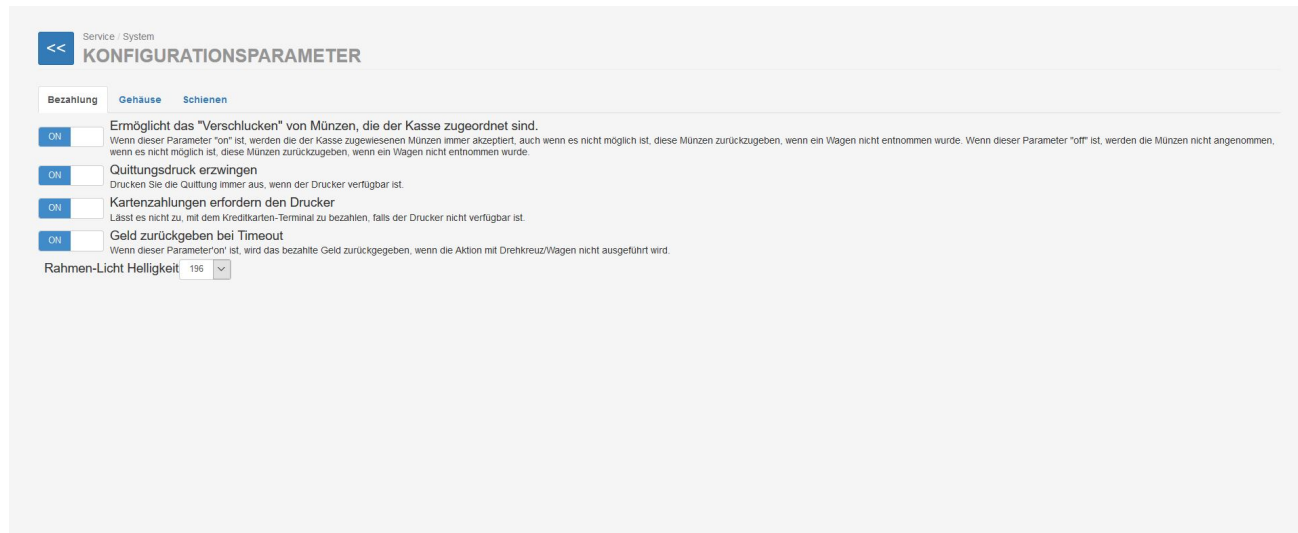 <<
Service / System
KONFIGURATIONSPARAMETER
Bezahlung Gehäuse Schienen
ON
Ermöglicht das "Verschlucken" von Münzen, die der Kasse zugeordnet sind.
Wenn dieser Parameter "on" ist, werden die der Kasse zugewiesenen Münzen immer akzeptiert, auch wenn es nicht möglich ist, diese Münzen zurückzugeben, wenn ein Wagen nicht entnommen wurde. Wenn dieser Parameter "off" ist, werden die Münzen nicht angenommen,
wenn es nicht möglich ist, diese Münzen zurückzugeben, wenn ein Wagen nicht entnommen wurde.
ON
Quittungsdruck erzwingen
Drucken Sie die Quittung immer aus, wenn der Drucker verfügbar ist.
ON
Kartenzahlungen erfordern den Drucker
Lässt es nicht zu, mit dem Kreditkarten-Terminal zu bezahlen, falls der Drucker nicht verfügbar ist.
ON
Geld zurückgeben bei Timeout
Wenn dieser Parameter'on' ist, wird das bezahlte Geld zurückgegeben, wenn die Aktion mit Drehkreuz/Wagen nicht ausgeführt wird.
Rahmen-Licht Helligkeit 196